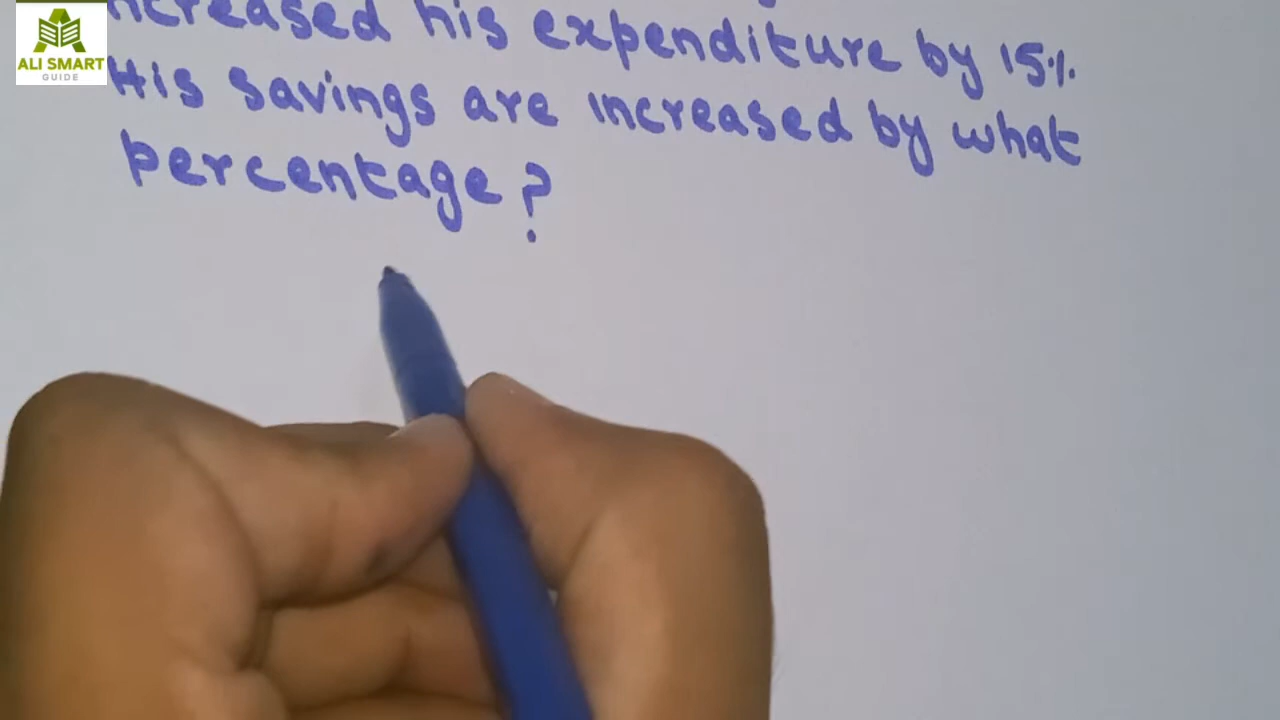 ALI SMART
GUIDE
ncreased his expenditure by 15%.
His savings are increased by what
percentage?